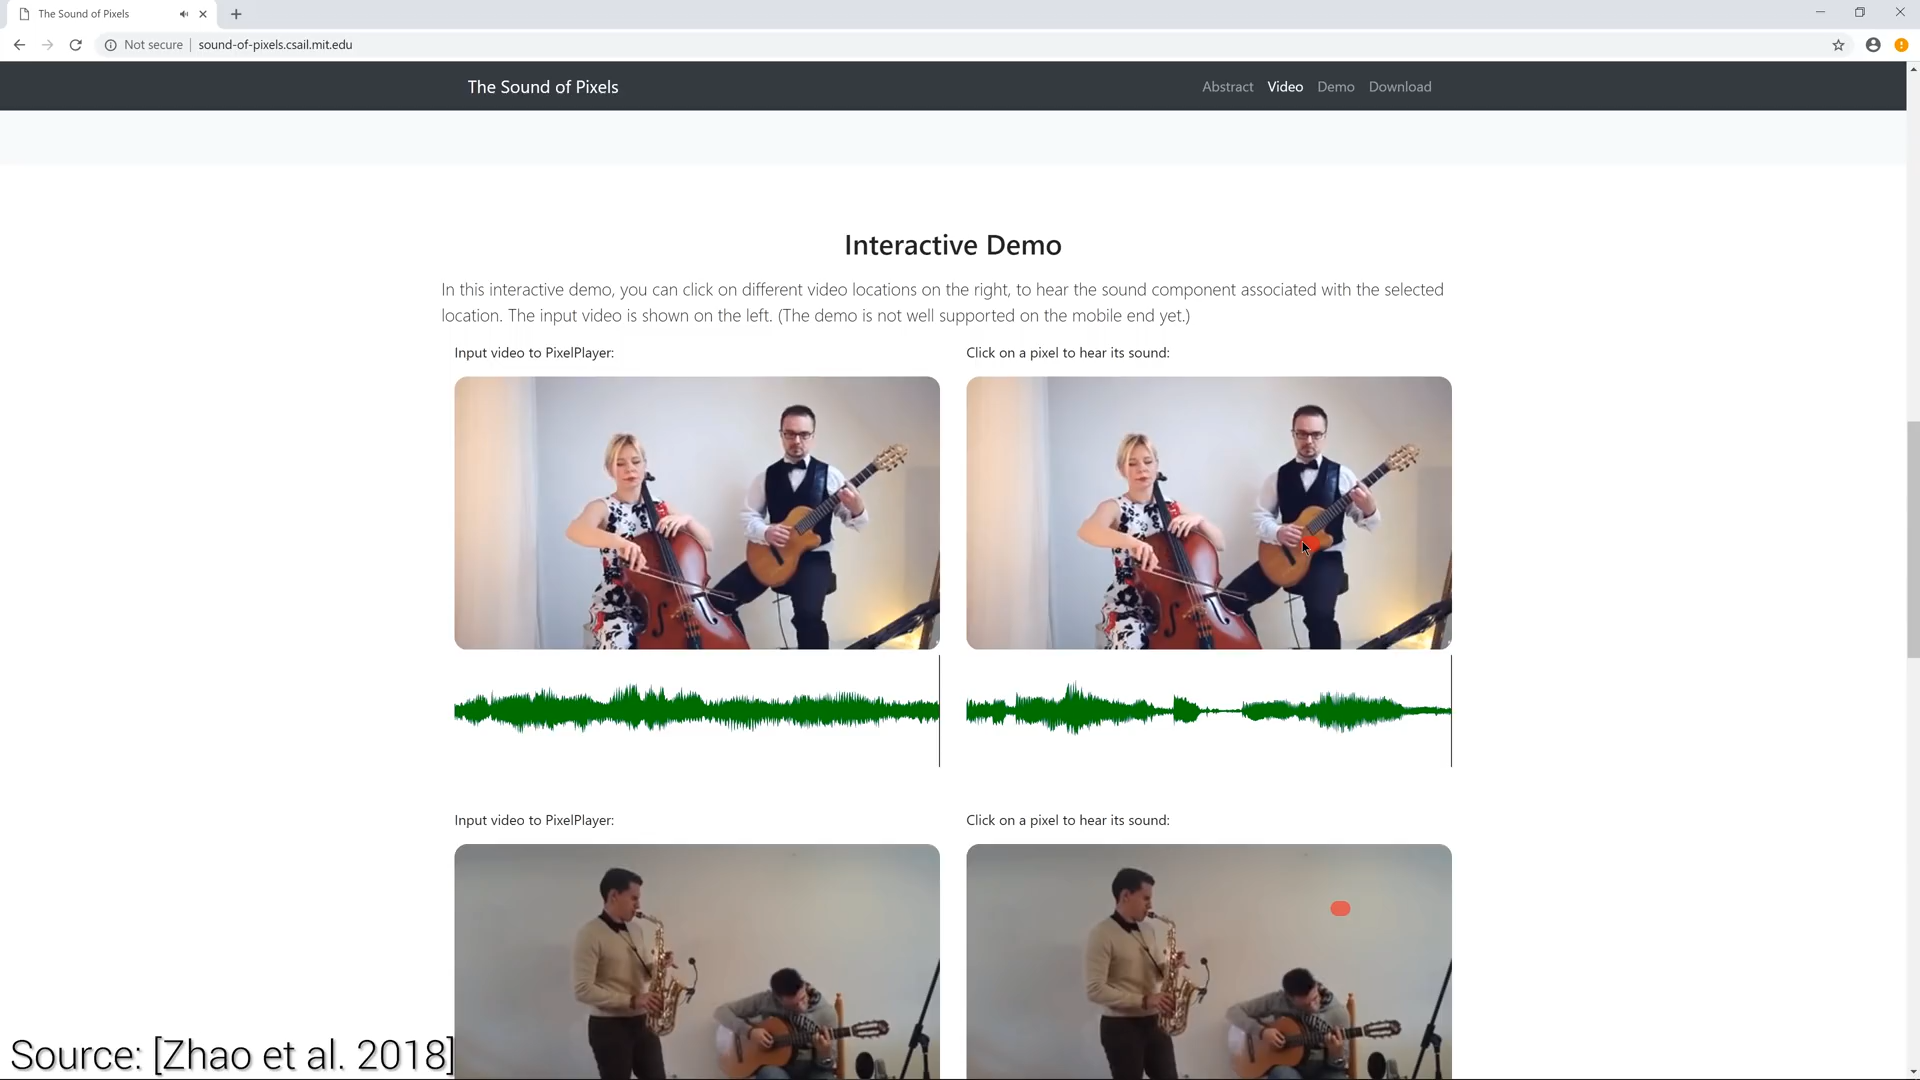 The Sound of Pixels
Not secure
sound-of-pixels.csail.mit.edu
The Sound of Pixels
Abstract Video Demo Download
Interactive Demo
In this interactive demo, you can click on different video locations on the right, to hear the sound component associated with the selected
location. The input video is shown on the left. (The demo is not well supported on the mobile end yet.)
Input video to PixelPlayer:
Click on a pixel to hear its sound:
Input video to PixelPlayer:
Click on a pixel to hear its sound:
Source: [Zhao et al. 2018]